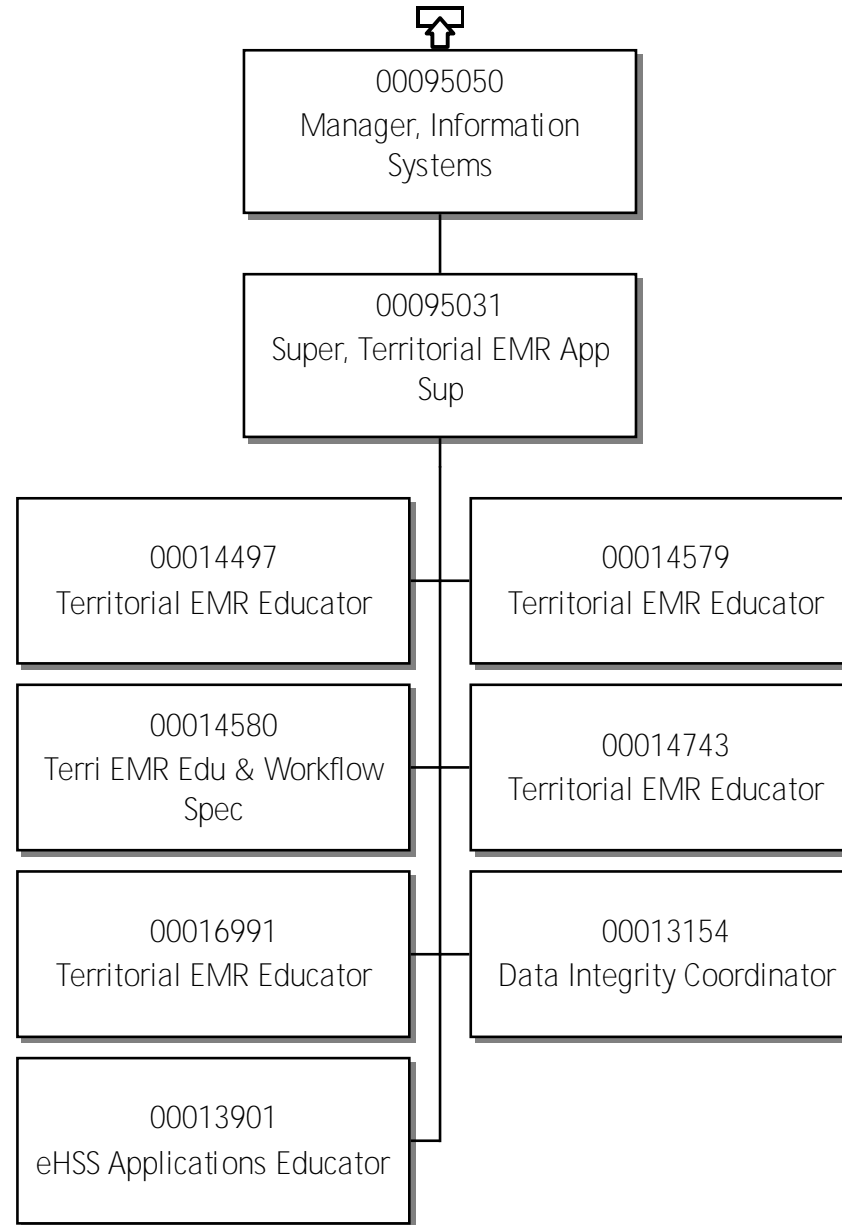 00095050
Manager, Information
Systems
00095031
Super, Territorial EMR App
Sup
00014497
Territorial EMR Educator
00014579
Territorial EMR Educator
00014580
Terri EMR Edu & Workflow
Spec
00014743
Territorial EMR Educator
00016991
Territorial EMR Educator
00013154
Data Integrity Coordinator
00013901
eHSS Applications Educator